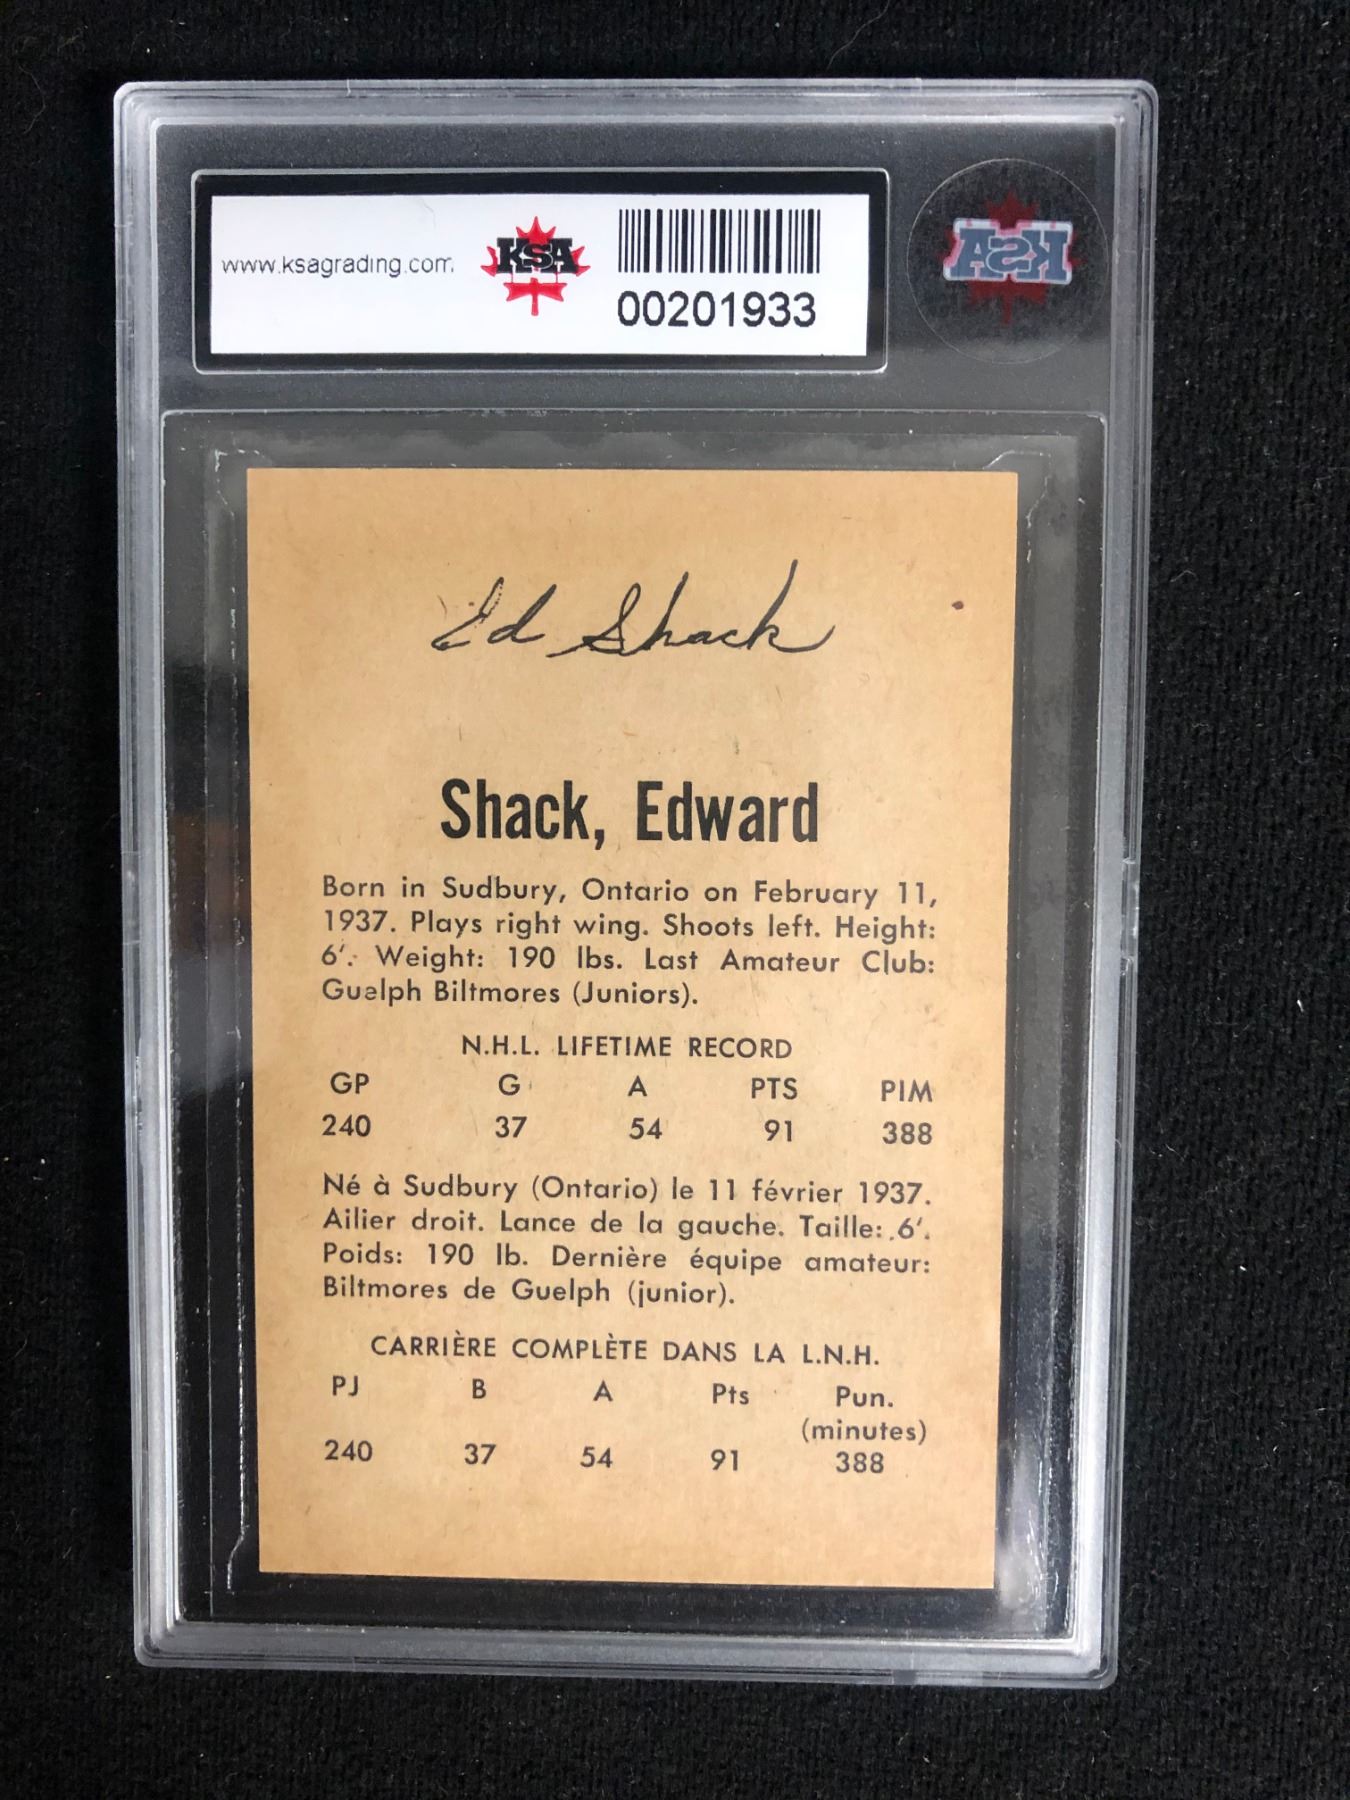 www.ksagrading.com
KSA
00201933
KSA
Ed Shack
Shack, Edward
Born in Sudbury, Ontario on February 11,
1937. Plays right wing. Shoots left. Height:
6'. Weight: 190 lbs. Last Amateur Club:
Guelph Biltmores (Juniors).
N.H.L. LIFETIME RECORD
GP G A PTS PIM
240 37 54 91 388
Né à Sudbury (Ontario) le 11 février 1937.
Ailier droit. Lance de la gauche. Taille: 6'.
Poids: 190 lb. Dernière équipe amateur:
Biltmores de Guelph (junior).
CARRIÈRE COMPLÈTE DANS LA L.N.H.
PJ B A Pts Pun.
(minutes)
240 37 54 91 388